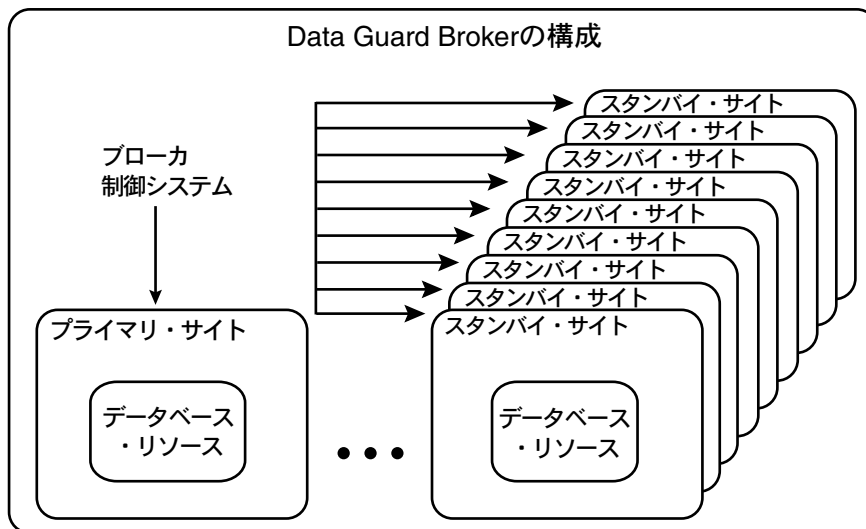 Data Guard Brokerの構成
ブローカ
制御システム
スタンバイ・サイト
スタンバイ・サイト
スタンバイ・サイト
スタンバイ・サイト
スタンバイ・サイト
スタンバイ・サイト
スタンバイ・サイト
スタンバイ・サイト
スタンバイ・サイト
プライマリ・サイト
データベース
・リソース
データベース
・リソース